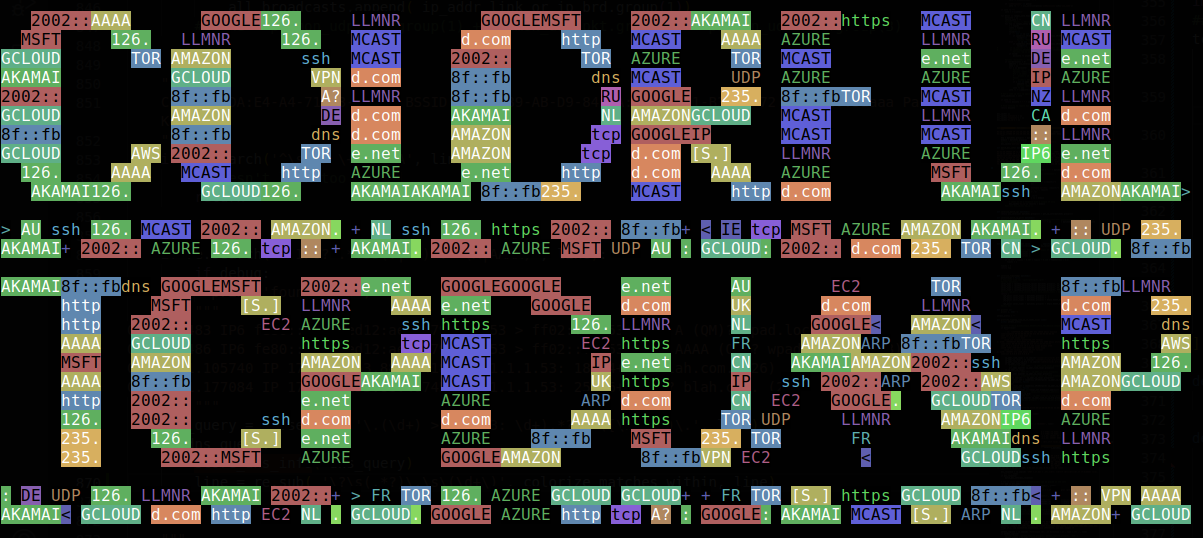 2002::AAAA GOOGLE126. LLMNR GOOGLEMSFT 2002::AKAMAI 2002::https MCAST CN LLMNR
MSFT 126. LLMNR 126. MCAST d.com http MCAST AAAA AZURE LLMNR RU MCAST
GCLOUD TOR AMAZON ssh MCAST 2002:: TOR AZURE TOR MCAST e.net DE e.net
AKAMAI GCLOUD VPN d.com 8f::fb dns MCAST UDP AZURE AZURE IP AZURE
2002:: 8f::fb A? LLMNR 8f::fb RU GOOGLE 235. 8f::fbTOR MCAST NZ LLMNR
GCLOUD AMAZON DE d.com AKAMAI NL AMAZONGCLOUD MCAST LLMNR CA d.com
8f::fb 8f::fb dns d.com AMAZON tcp GOOGLEIP MCAST MCAST :: LLMNR
GCLOUD AWS 2002:: TOR e.net AMAZON tcp d.com [S.] LLMNR AZURE IP6 e.net
126. AAAA MCAST http AZURE e.net http d.com AAAA AZURE MSFT 126. d.com
AKAMAI126. GCLOUD126. AKAMAIAKAMAI 8f::fb235. MCAST http d.com AKAMAIssh AMAZONAKAMAI>
> AU ssh 126. MCAST 2002:: AMAZON. + NL ssh 126. https 2002:: 8f::fb+ < IE tcp MSFT AZURE AMAZON AKAMAI. + :: UDP 235.
AKAMAI+ 2002:: AZURE 126. tcp :: + AKAMAI. 2002:: AZURE MSFT UDP AU : GCLOUD: 2002:: d.com 235. TOR CN > GCLOUD. 8f::fb
AKAMAI8f::fbdns GOOGLEMSFT 2002::e.net GOOGLEGOOGLE e.net AU EC2 TOR 8f::fbLLMNR
http MSFT [S.] LLMNR AAAA e.net GOOGLE d.com UK d.com LLMNR d.com 235.
http 2002:: EC2 AZURE ssh https 126. LLMNR NL GOOGLE< AMAZON< MCAST dns
AAAA GCLOUD https tcp MCAST EC2 https FR AMAZONARP 8f::fbTOR https AWS
MSFT AMAZON AMAZON AAAA MCAST IP e.net CN AKAMAIAMAZON2002::ssh AMAZON 126.
AAAA 8f::fb GOOGLEAKAMAI MCAST UK https IP ssh 2002::ARP 2002::AWS AMAZONGCLOUD
http 2002:: e.net AZURE ARP d.com CN EC2 GOOGLE. GCLOUDTOR d.com
126. 2002:: ssh d.com d.com AAAA https TOR UDP LLMNR AMAZONIP6 AZURE
235. 126. [S.] e.net AZURE 8f::fb MSFT 235. TOR FR AKAMAIdns LLMNR
235. 2002::MSFT AZURE GOOGLEAMAZON 8f::fbVPN EC2 < GCLOUDssh https
: DE UDP 126. LLMNR AKAMAI 2002::+ > FR TOR 126. AZURE GCLOUD GCLOUD+ + FR TOR [S.] https GCLOUD 8f::fb< + :: VPN AAAA
AKAMAI< GCLOUD d.com http EC2 NL . GCLOUD. GOOGLE AZURE http tcp A? : GOOGLE: AKAMAI MCAST [S.] ARP NL . AMAZON+ GCLOUD